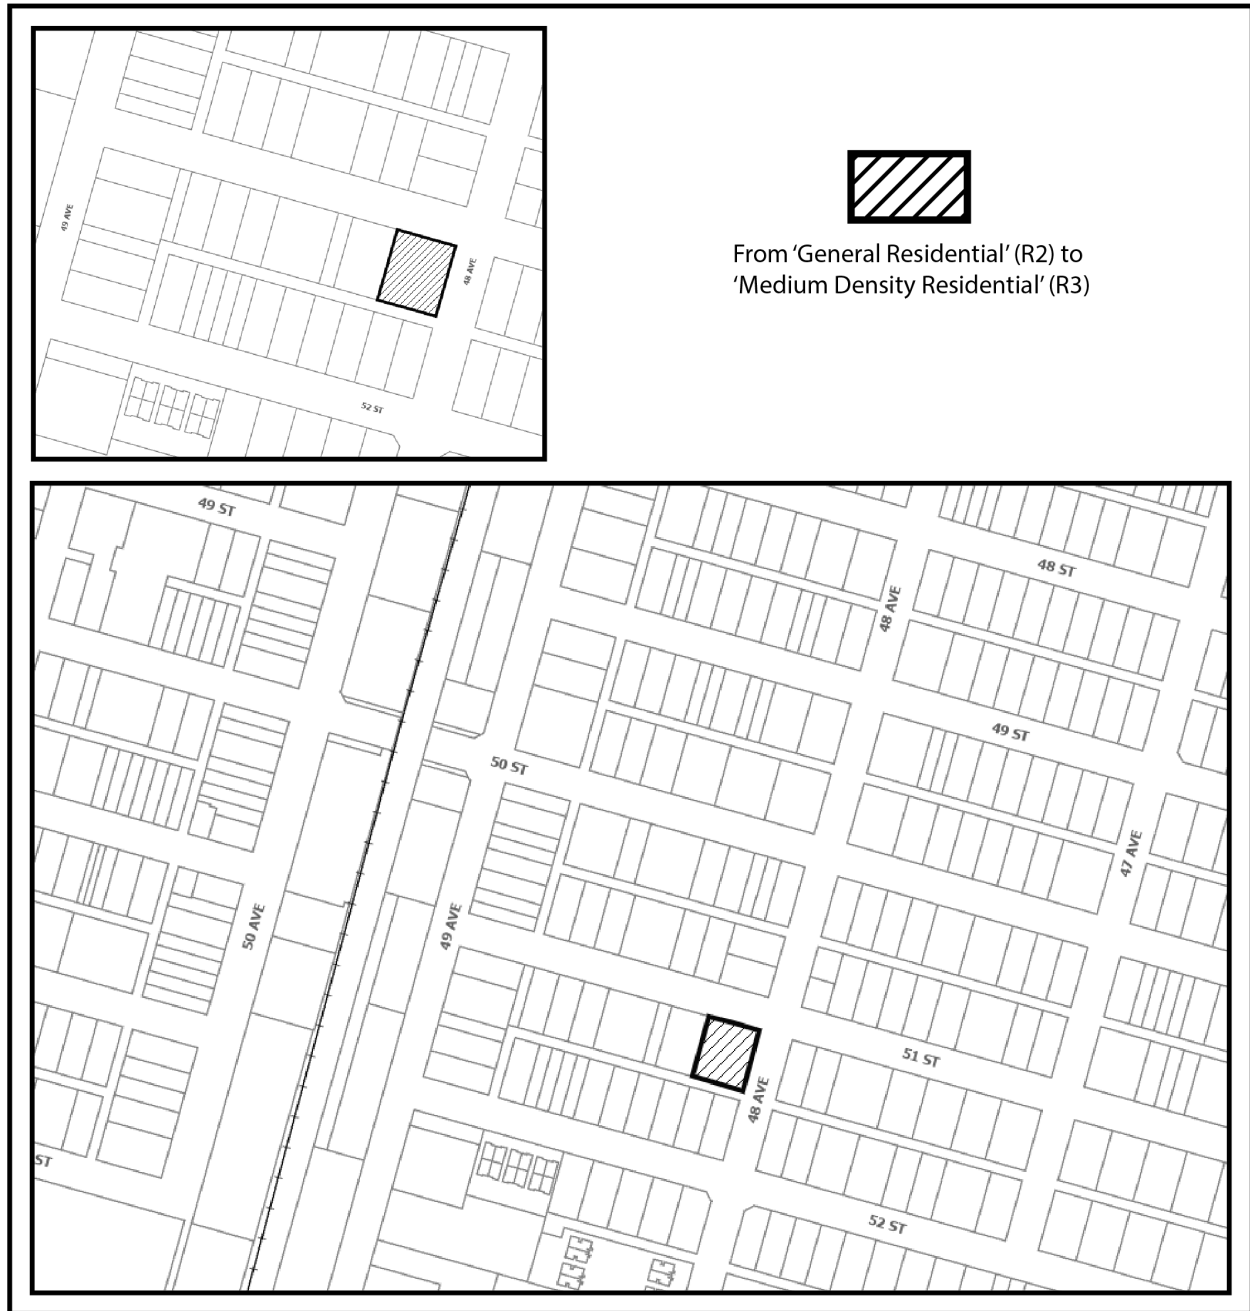 49 AVE
48 AVE
52 ST
From ‘General Residential’ (R2) to
‘Medium Density Residential’ (R3)
49 ST
48 ST
48 AVE
49 ST
50 ST
47 AVE
50 AVE
49 AVE
51 ST
48 AVE
ST
52 ST